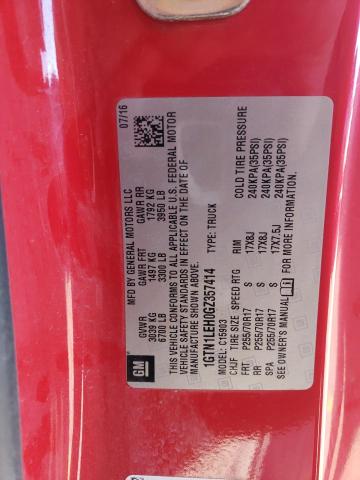 07/16
MFD BY GENERAL MOTORS LLC
GVWR GAWR FRT GAWR RR
3039 KG 1497 KG 1792 KG
6700 LB 3300 LB 3950 LB
THIS VEHICLE CONFORMS TO ALL APPLICABLE U.S. FEDERAL MOTOR
VEHICLE SAFETY STANDARDS IN EFFECT ON THE DATE OF
MANUFACTURE SHOWN ABOVE.
1GTN1LEH0GZ357414 TYPE: TRUCK
MODEL: C15903
TIRE SIZE SPEED RTG RIM COLD TIRE PRESSURE
FRT P255/70R17 S 17X8J 240KPA(35PSI)
RR P255/70R17 S 17X8J 240KPA(35PSI)
SPA P255/70R17 S 17X7.5J 240KPA(35PSI)
SEE OWNER'S MANUAL
GM